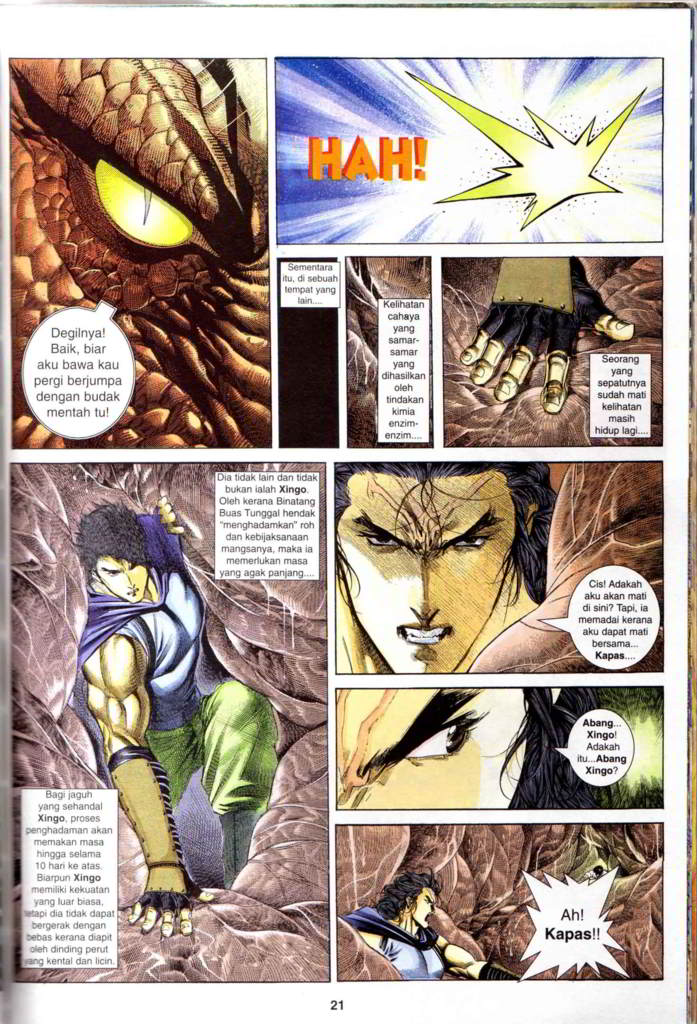 Degilnya!
Baik, biar
aku bawa kau
pergi berjumpa
dengan budak
mentah tu!
HAH!
Sementara
itu, di sebuah
tempat yang
lain....
Kelihatan
cahaya
yang
samar-
samar
yang
dihasilkan
oleh
tindakan
kimia
enzim-
enzim....
Seorang
yang
sepatutnya
sudah mati
kelihatan
masih
hidup lagi....
Dia tidak lain dan tidak
bukan ialah Xingo.
Oleh kerana Binatang
Buas Tunggal hendak
"menghadamkan" roh
dan kebijaksanaan
mangsanya, maka ia
memerlukan masa
yang agak panjang....
Bagi jaguh
yang sehandal
Xingo, proses
penghadaman akan
memakan masa
hingga selama
10 hari ke atas.
Biarpun Xingo
memiliki kekuatan
yang luar biasa,
tetapi dia tidak dapat
bergerak dengan
bebas kerana diapit
oleh dinding perut
yang kental dan licin.
Cis! Adakah
aku akan mati
di sini? Tapi, ia
memadai kerana
aku dapat mati
bersama...
Kapas....
Abang...
Xingo!
Adakah
itu...Abang
Xingo?
Ah!
Kapas!!
21